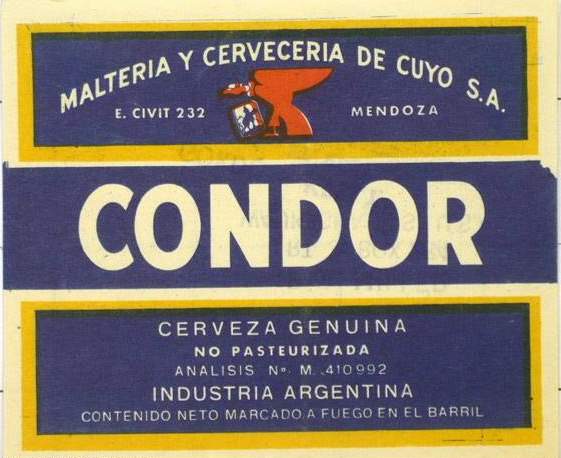 MALTERIA Y CERVECERIA DE CUYO S.A.
E. CIVIT 232 MENDOZA
CONDOR
CERVEZA GENUINA
NO PASTEURIZADA
ANALISIS Nº M. 410992
INDUSTRIA ARGENTINA
CONTENIDO NETO MARCADO A FUEGO EN EL BARRIL